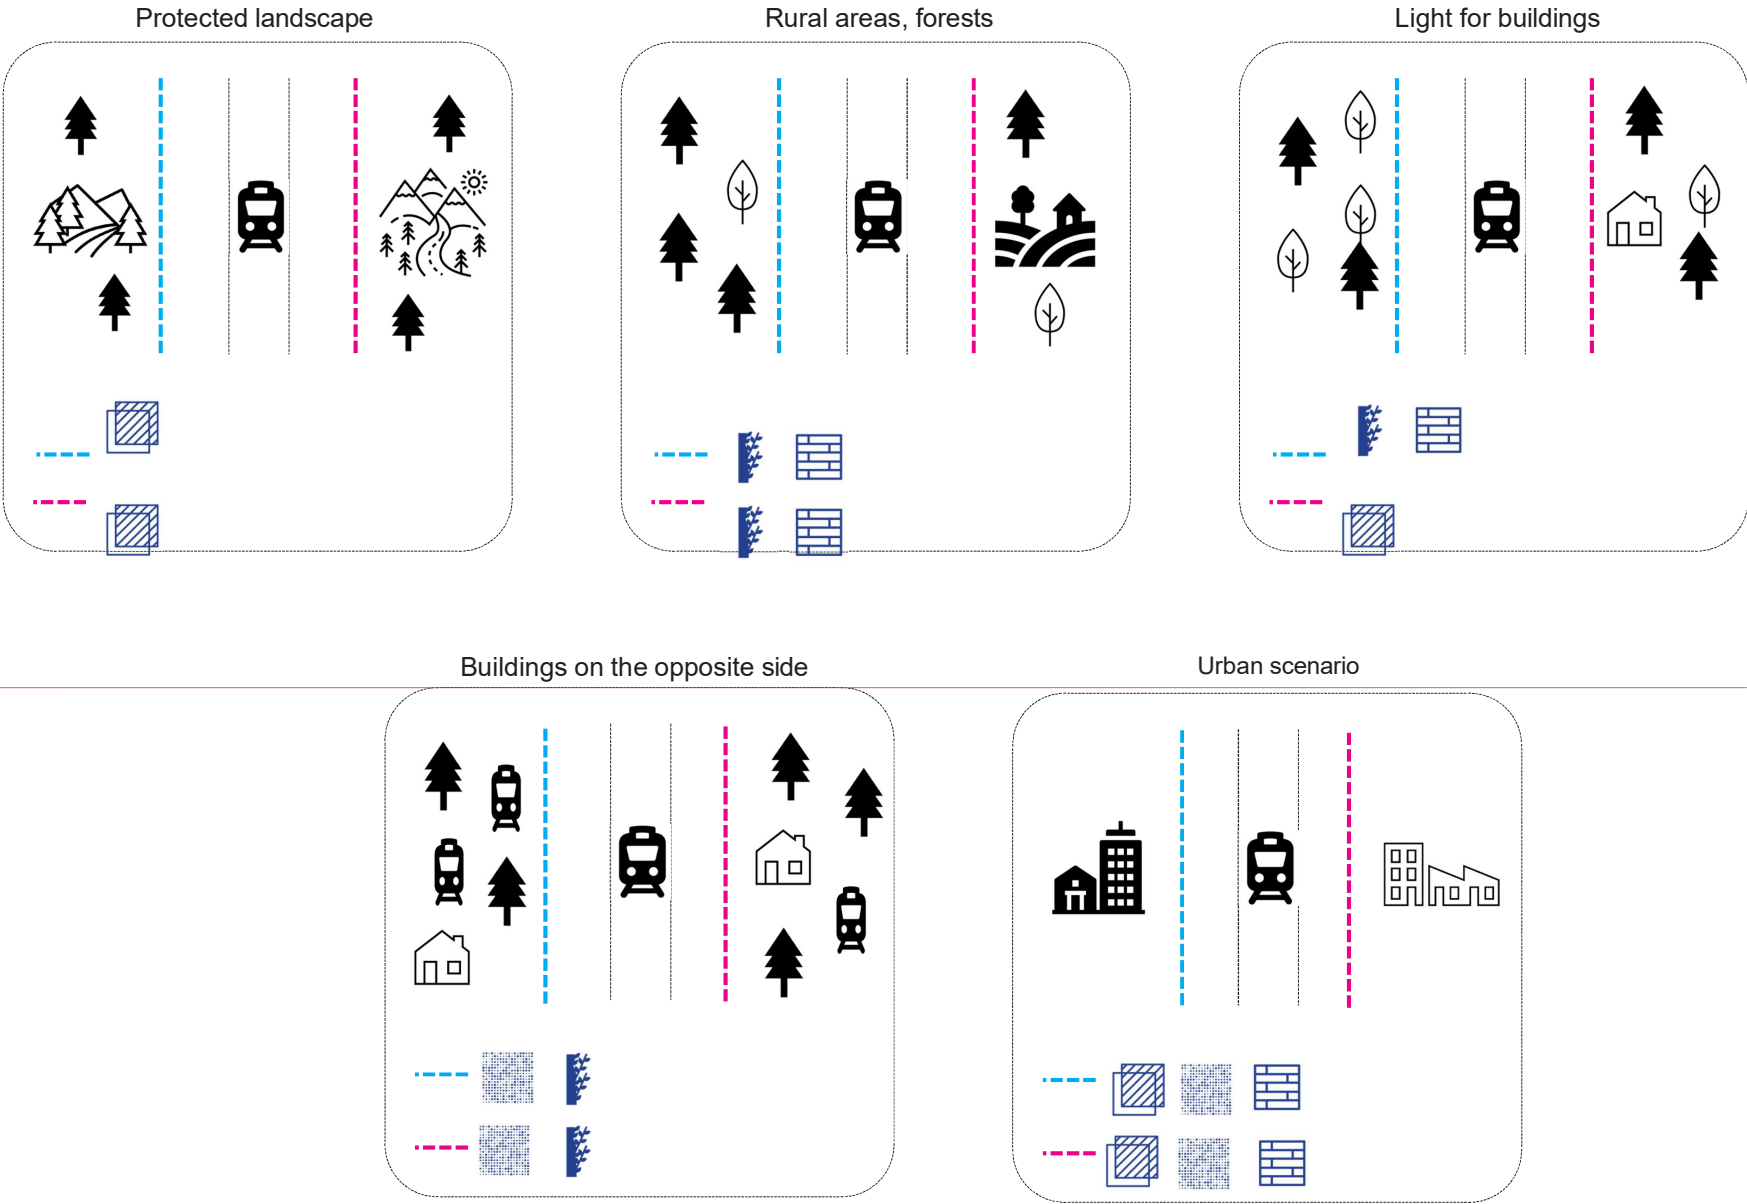 Protected landscape
Rural areas, forests
Light for buildings
Buildings on the opposite side
Urban scenario